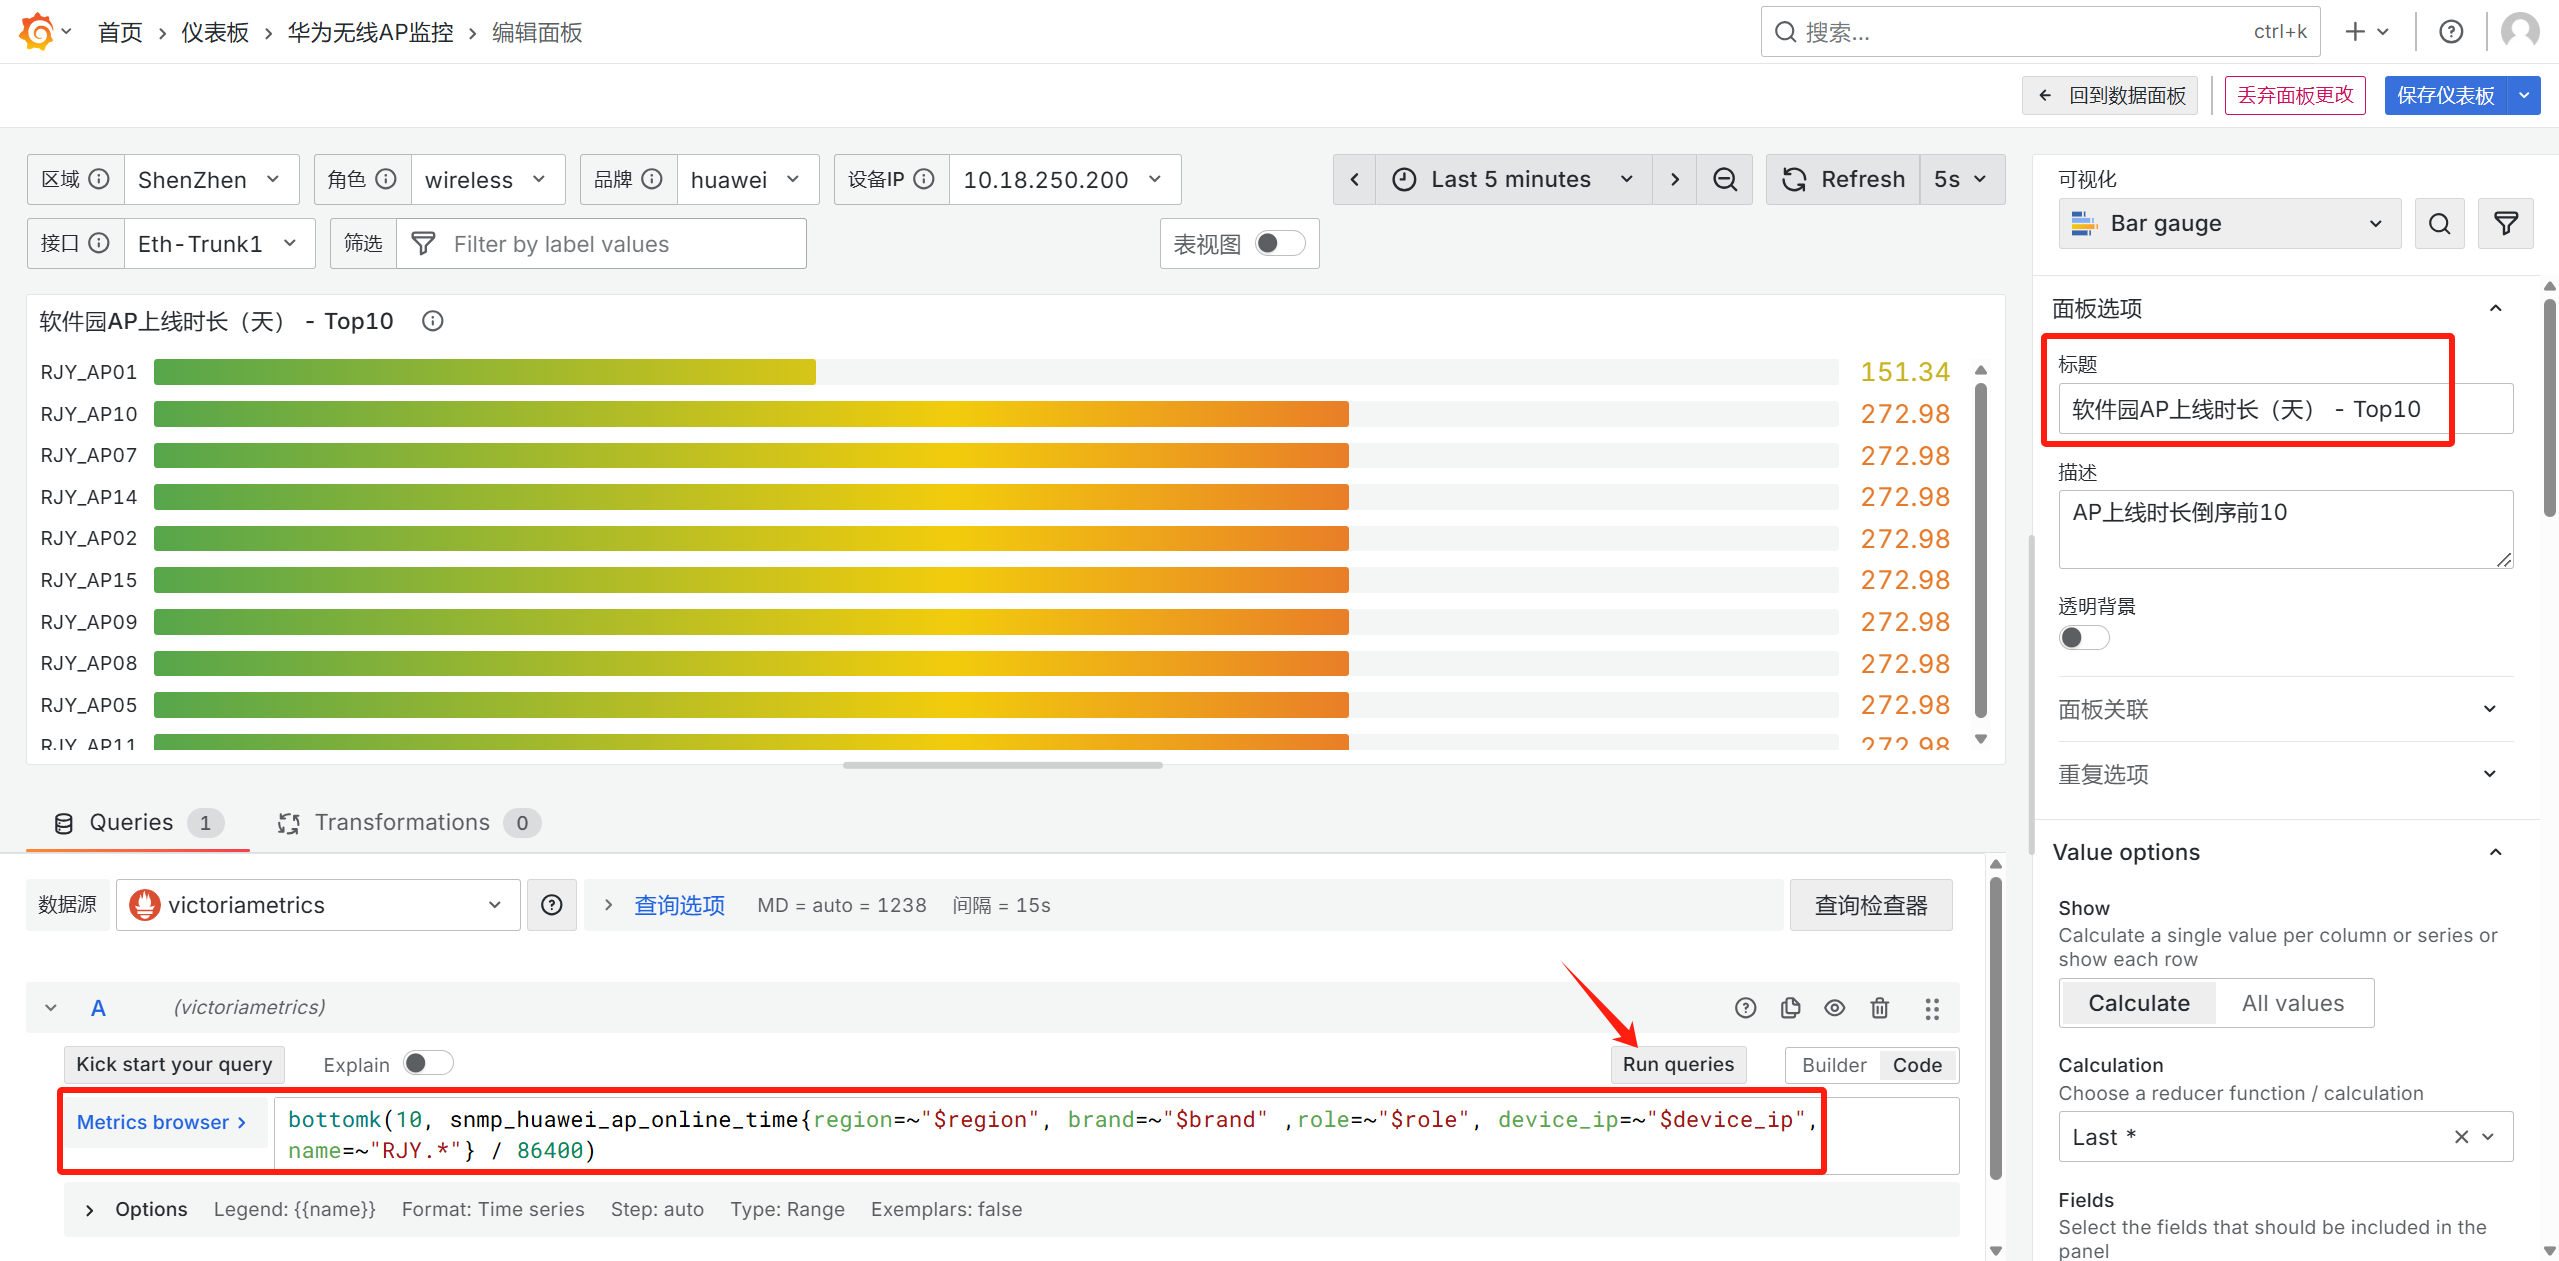 首页 › 仪表板 › 华为无线AP监控 › 编辑面板
搜索...
ctrl+k
回到数据面板
丢弃面板更改
保存仪表板
区域
ShenZhen
角色
wireless
品牌
huawei
设备IP
10.18.250.200
Last 5 minutes
Refresh
5s
接口
Eth-Trunk1
筛选
Filter by label values
表视图
软件园AP上线时长（天） - Top10
RJY_AP01 151.34
RJY_AP10 272.98
RJY_AP07 272.98
RJY_AP14 272.98
RJY_AP02 272.98
RJY_AP15 272.98
RJY_AP09 272.98
RJY_AP08 272.98
RJY_AP05 272.98
RJY_AP11 272.98
Queries 1
Transformations 0
数据源
victoriametrics
查询选项
MD = auto = 1238
间隔 = 15s
查询检查器
A
(victoriametrics)
Kick start your query
Explain
Run queries
Builder
Code
Metrics browser ›
bottomk(10, snmp_huawei_ap_online_time{region=~"$region", brand=~"$brand" ,role=~"$role", device_ip=~"$device_ip",
name=~"RJY.*"} / 86400)
Options
Legend: {{name}}
Format: Time series
Step: auto
Type: Range
Exemplars: false
可视化
Bar gauge
面板选项
标题
软件园AP上线时长（天） - Top10
描述
AP上线时长倒序前10
透明背景
面板关联
重复选项
Value options
Show
Calculate a single value per column or series or
show each row
Calculate
All values
Calculation
Choose a reducer function / calculation
Last *
Fields
Select the fields that should be included in the
panel